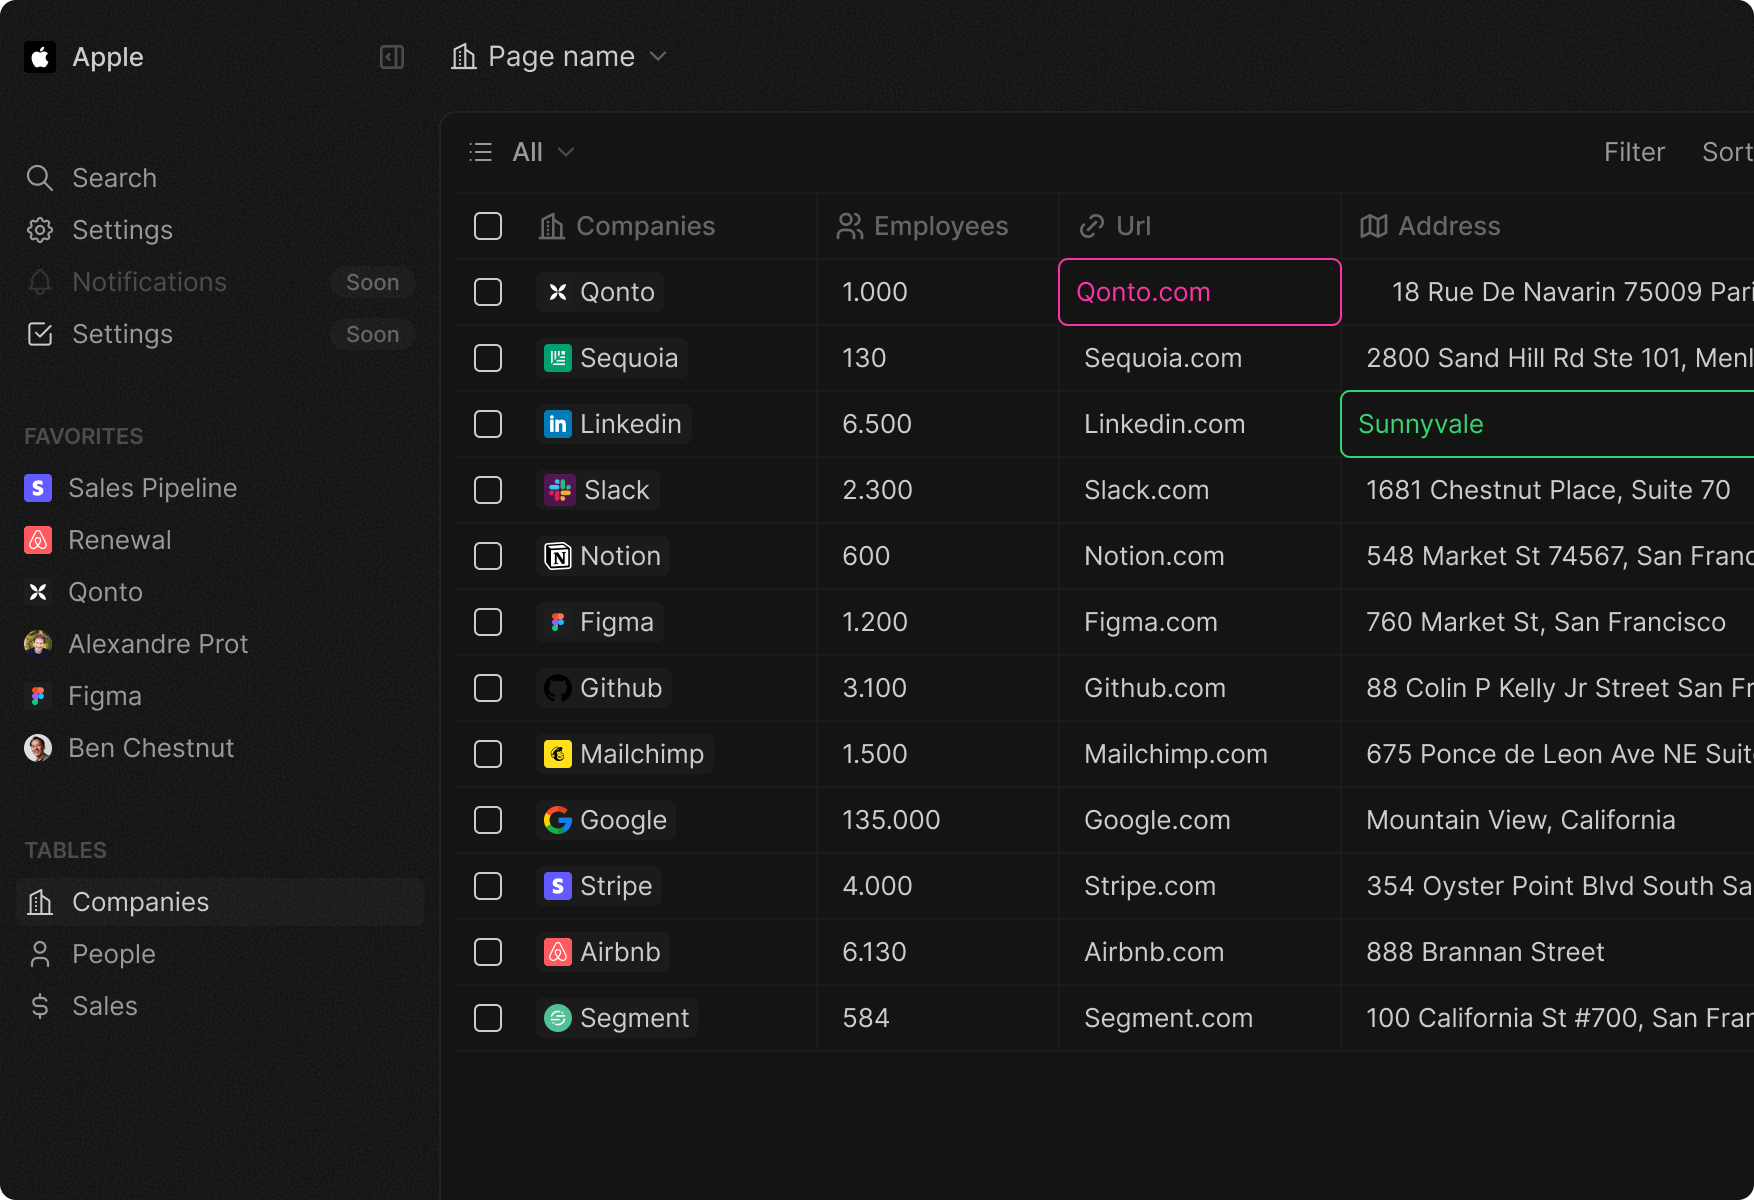 Apple
Page name
Search
Settings
Notifications Soon
Settings Soon
FAVORITES
Sales Pipeline
Renewal
Qonto
Alexandre Prot
Figma
Ben Chestnut
TABLES
Companies
People
Sales
All Filter Sort
Companies Employees Url Address
Qonto 1.000 Qonto.com 18 Rue De Navarin 75009 Pari
Sequoia 130 Sequoia.com 2800 Sand Hill Rd Ste 101, Menl
Linkedin 6.500 Linkedin.com Sunnyvale
Slack 2.300 Slack.com 1681 Chestnut Place, Suite 70
Notion 600 Notion.com 548 Market St 74567, San Franc
Figma 1.200 Figma.com 760 Market St, San Francisco
Github 3.100 Github.com 88 Colin P Kelly Jr Street San Fr
Mailchimp 1.500 Mailchimp.com 675 Ponce de Leon Ave NE Suit
Google 135.000 Google.com Mountain View, California
Stripe 4.000 Stripe.com 354 Oyster Point Blvd South Sa
Airbnb 6.130 Airbnb.com 888 Brannan Street
Segment 584 Segment.com 100 California St #700, San Fran